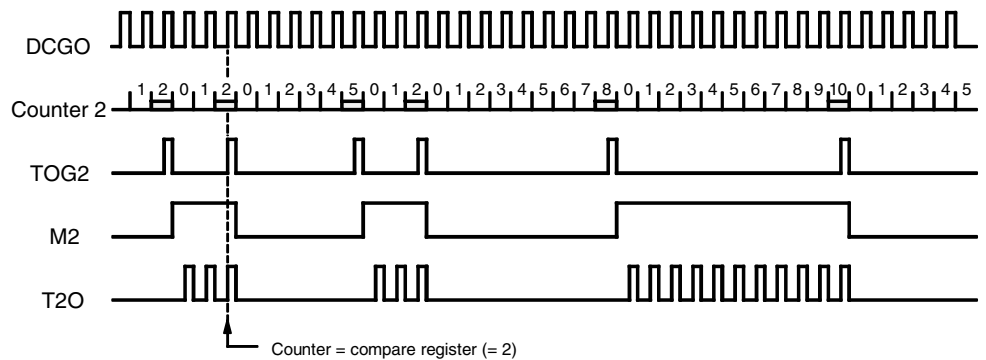 DCGO
Counter 2
1 2 0 1 2 0 1 2 3 4 5 0 1 2 0 1 2 3 4 5 6 7 8 0 1 2 3 4 5 6 7 8 9 10 0 1 2 3 4 5
TOG2
M2
T2O
Counter = compare register (= 2)